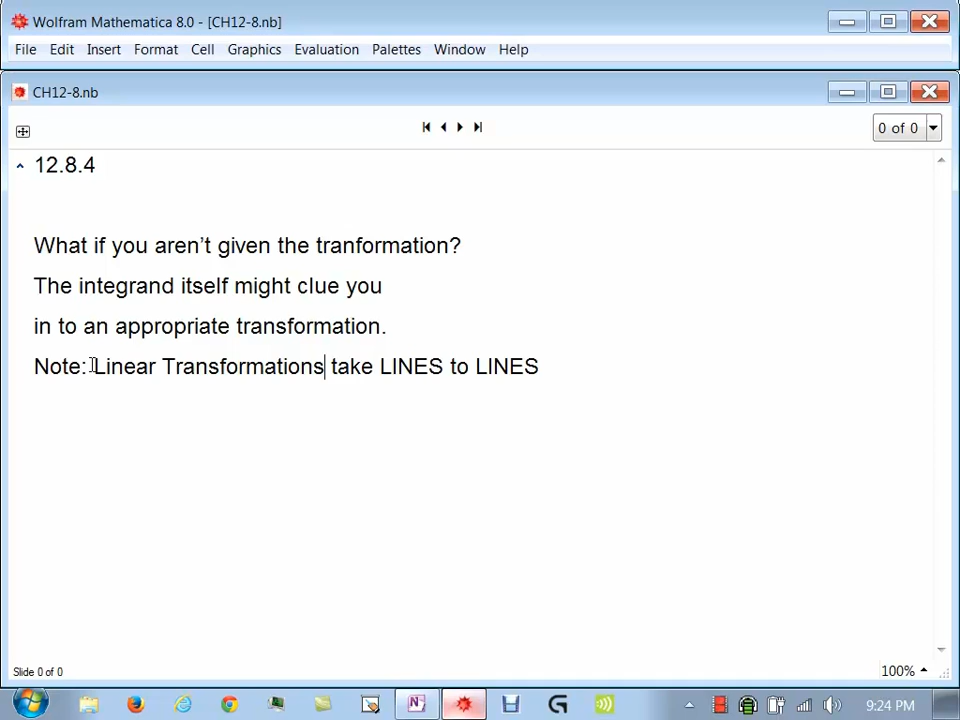 Wolfram Mathematica 8.0 - [CH12-8.nb]
File Edit Insert Format Cell Graphics Evaluation Palettes Window Help
CH12-8.nb
0 of 0
12.8.4
What if you aren't given the tranformation?
The integrand itself might clue you
in to an appropriate transformation.
Note: Linear Transformations take LINES to LINES
Slide 0 of 0
100%
9:24 PM